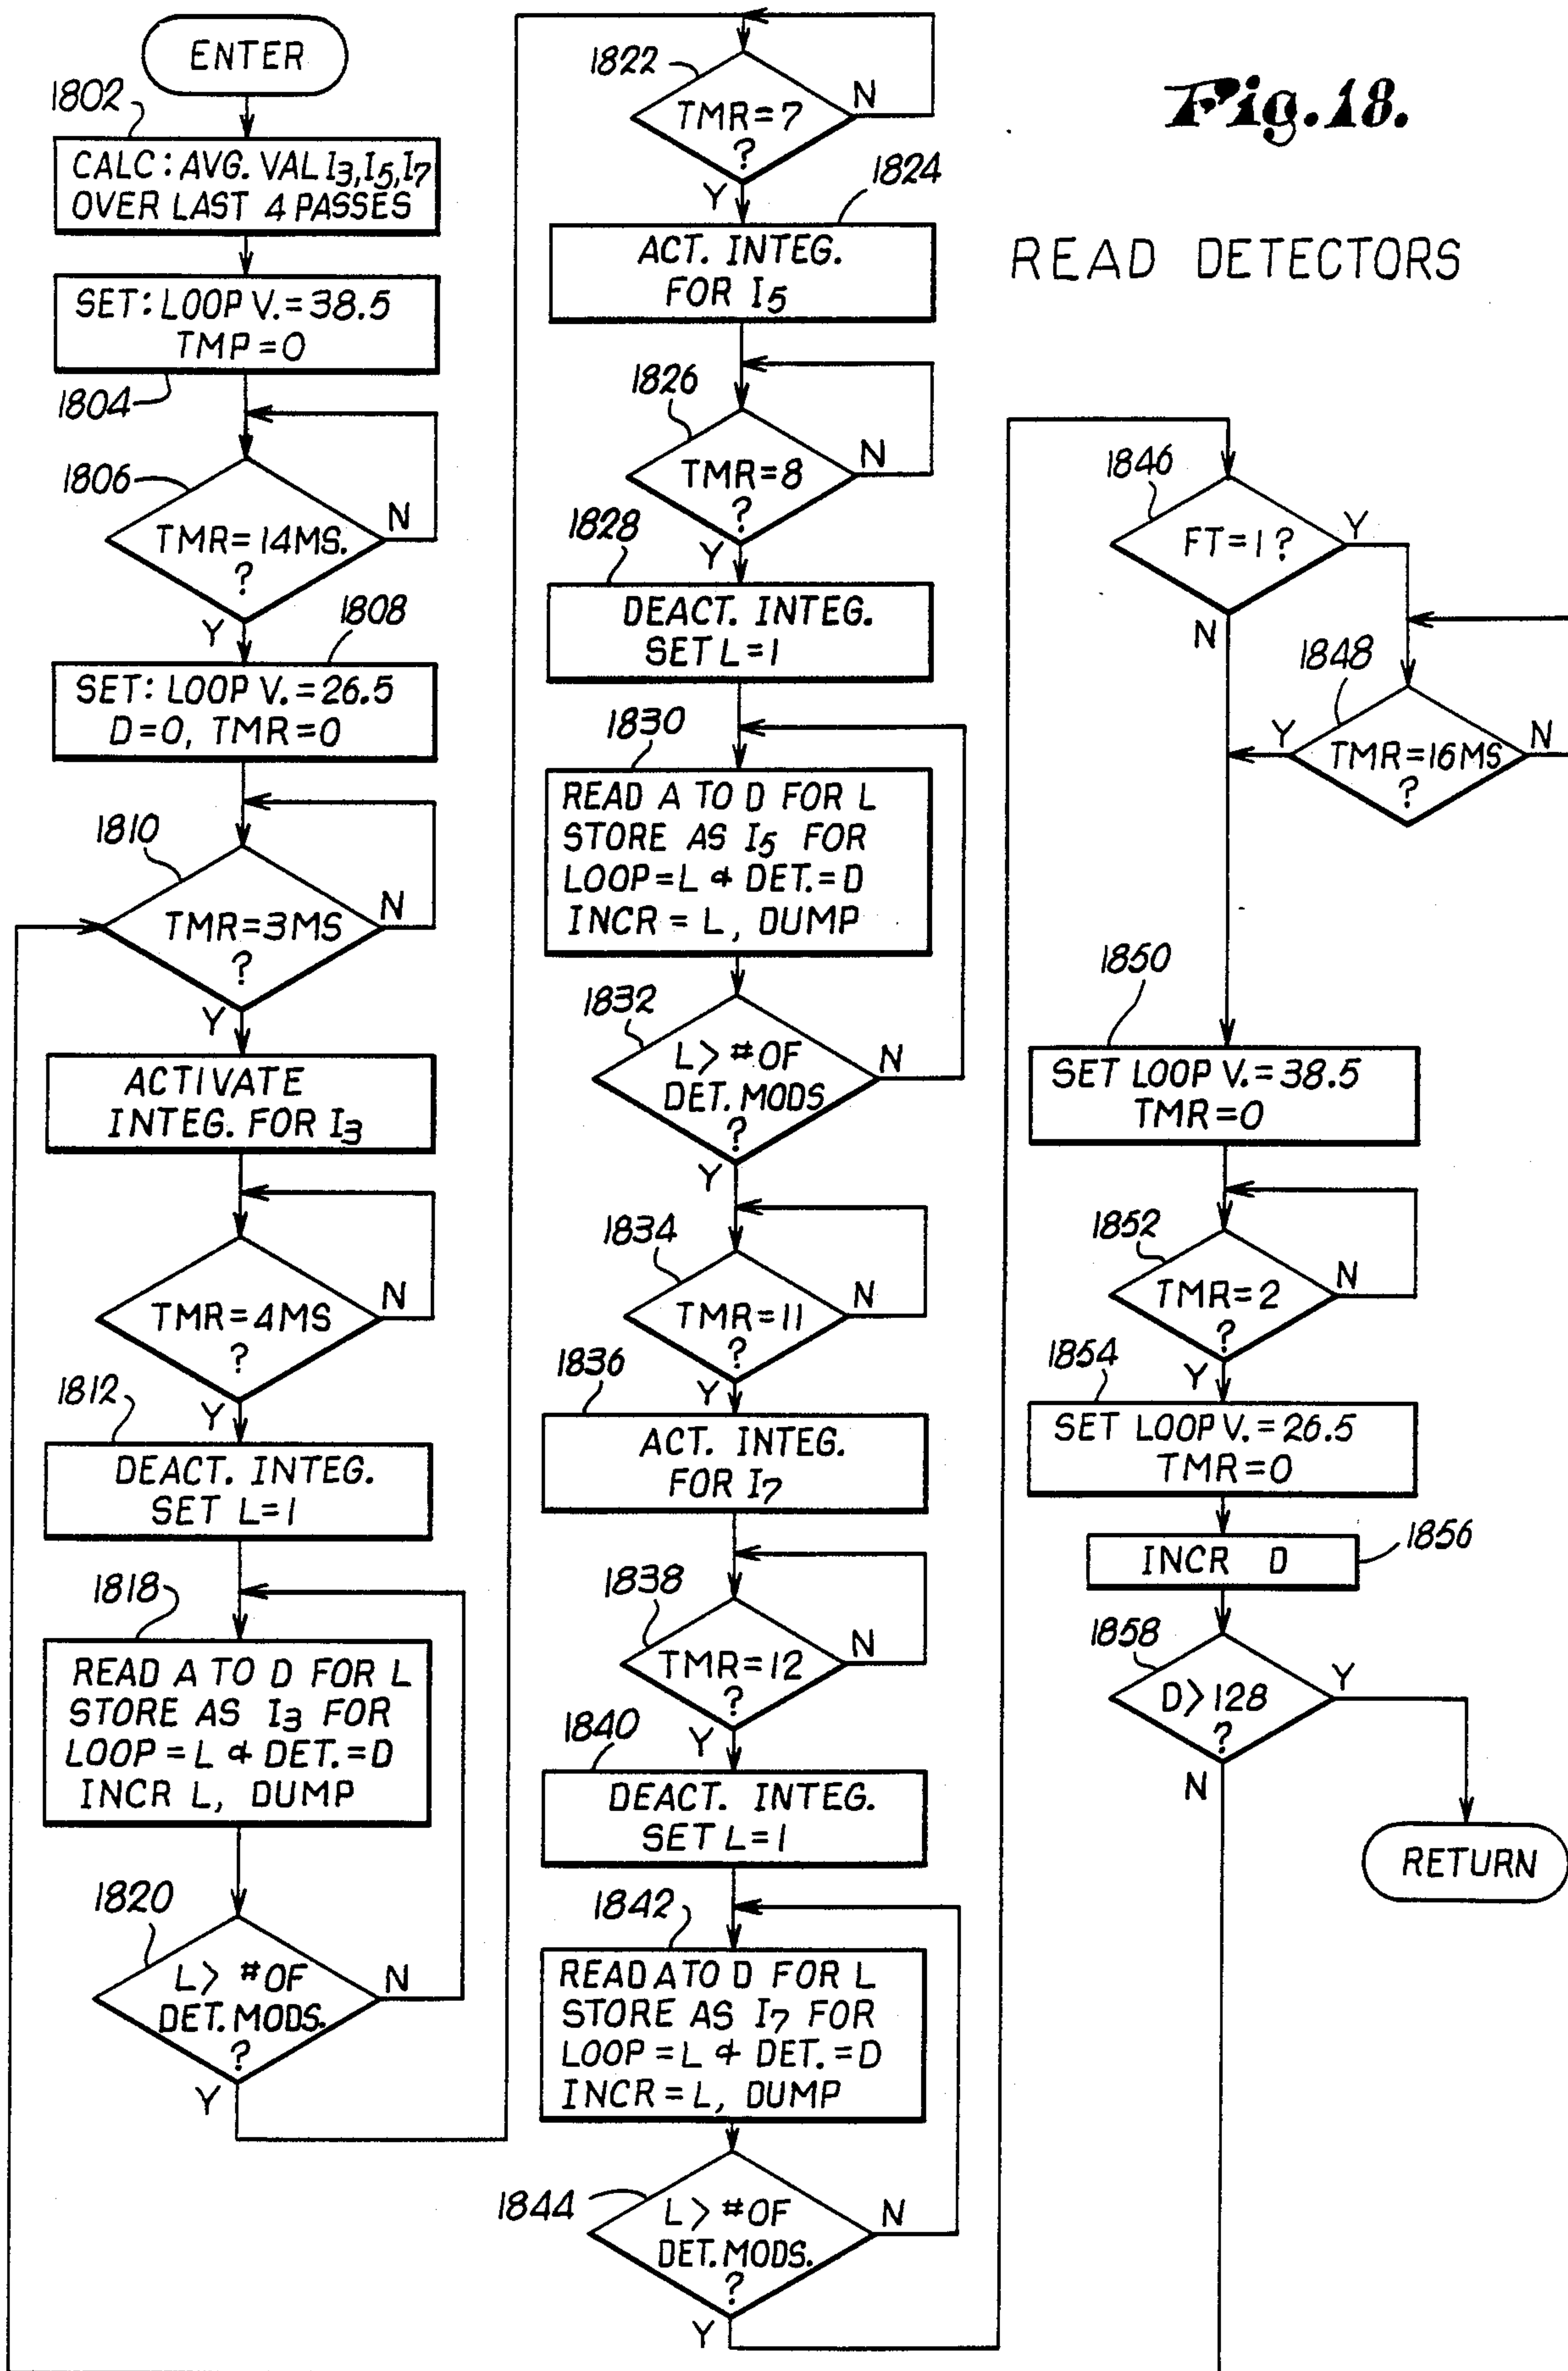 Fig. 18.
READ DETECTORS
ENTER
1802
CALC: AVG. VAL I3, I5, I7
OVER LAST 4 PASSES
SET: LOOP V. = 38.5
TMP = 0
1804
1806
TMR = 14MS.
?
N
Y
1808
SET: LOOP V. = 26.5
D=0, TMR=0
1810
TMR = 3MS
?
N
Y
ACTIVATE
INTEG. FOR I3
TMR = 4MS
?
N
Y
1812
DEACT. INTEG.
SET L=1
1818
READ A TO D FOR L
STORE AS I3 FOR
LOOP = L & DET. = D
INCR L, DUMP
1820
L > # OF
DET. MODS.
?
N
Y
1822
TMR = 7
?
N
Y
1824
ACT. INTEG.
FOR I5
1826
TMR = 8
?
N
Y
1828
DEACT. INTEG.
SET L=1
1830
READ A TO D FOR L
STORE AS I5 FOR
LOOP = L & DET. = D
INCR = L, DUMP
1832
L > # OF
DET. MODS
?
N
Y
1834
TMR = 11
?
N
Y
1836
ACT. INTEG.
FOR I7
1838
TMR = 12
?
N
Y
1840
DEACT. INTEG.
SET L=1
1842
READ A TO D FOR L
STORE AS I7 FOR
LOOP = L & DET. = D
INCR = L, DUMP
1844
L > # OF
DET. MODS.
?
N
Y
1846
FT = 1 ?
Y
N
1848
TMR = 16MS
?
Y
N
1850
SET LOOP V. = 38.5
TMR = 0
1852
TMR = 2
?
N
Y
1854
SET LOOP V. = 26.5
TMR = 0
1856
INCR D
1858
D > 128
?
Y
N
RETURN